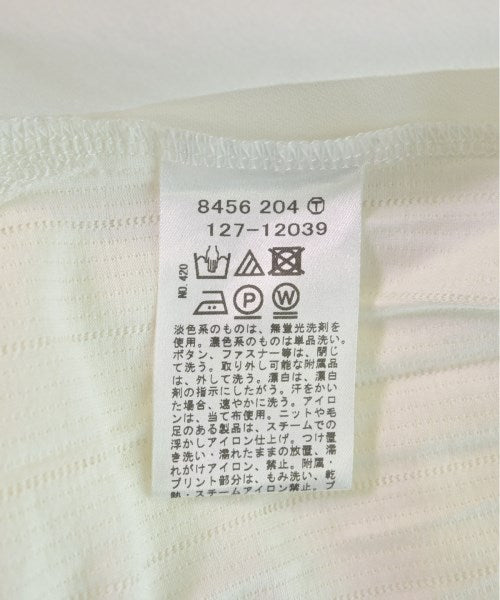 8456 204 Ⓣ
127-12039
NO.420
P W
淡色系のものは、無蛍光洗剤を
使用。濃色系のものは単品洗い。
ボタン、ファスナー等は、閉じ
て洗う。取り外し可能な附属品
は、外して洗う。漂白は、漂白
剤の指示にしたがう。汗をかい
た場合、速やかに洗う。アイロ
ンは、当て布使用。ニットや毛
足のある製品は、スチームでの
浮かしアイロン仕上げ。つけ置
き洗い・濡れたままの放置、濡
れがけアイロン、禁止。附属・
プリント部分は、もみ洗い、乾
熱・スチームアイロン禁止。プ